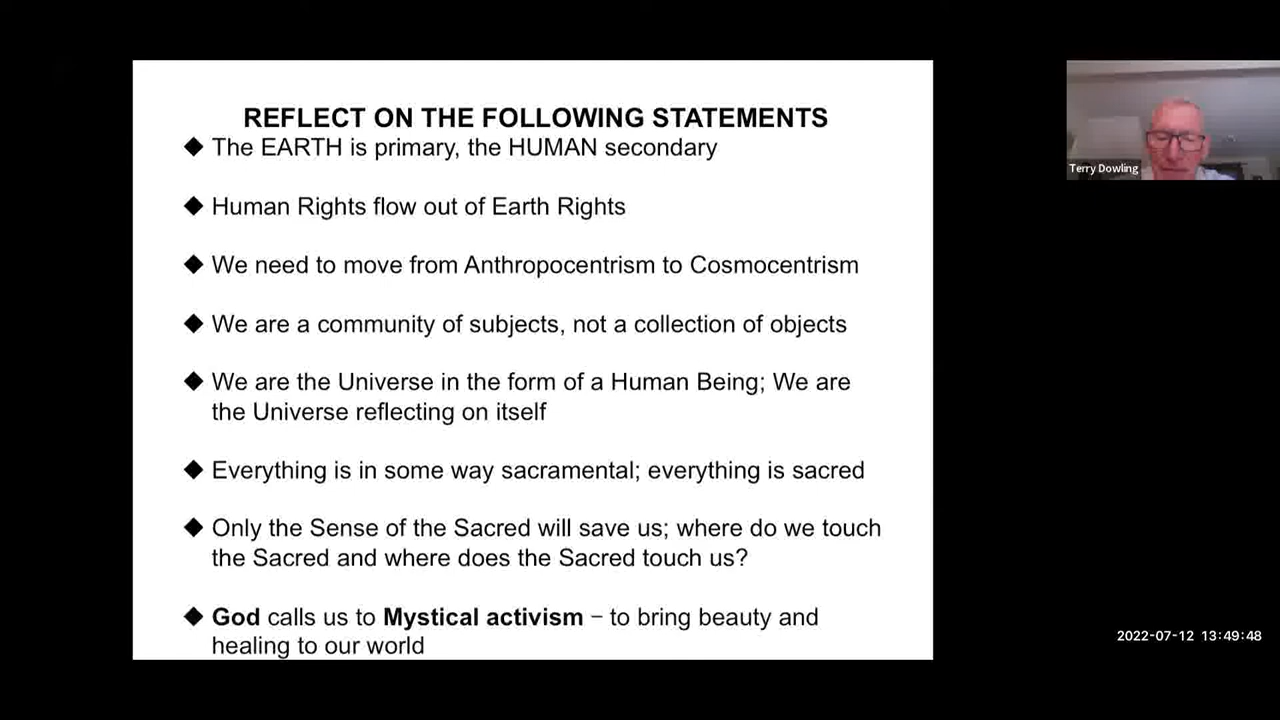 REFLECT ON THE FOLLOWING STATEMENTS
◆ The EARTH is primary, the HUMAN secondary
◆ Human Rights flow out of Earth Rights
◆ We need to move from Anthropocentrism to Cosmocentrism
◆ We are a community of subjects, not a collection of objects
◆ We are the Universe in the form of a Human Being; We are
the Universe reflecting on itself
◆ Everything is in some way sacramental; everything is sacred
◆ Only the Sense of the Sacred will save us; where do we touch
the Sacred and where does the Sacred touch us?
◆ God calls us to Mystical activism – to bring beauty and
healing to our world
Terry Dowling
2022-07-12 13:49:48